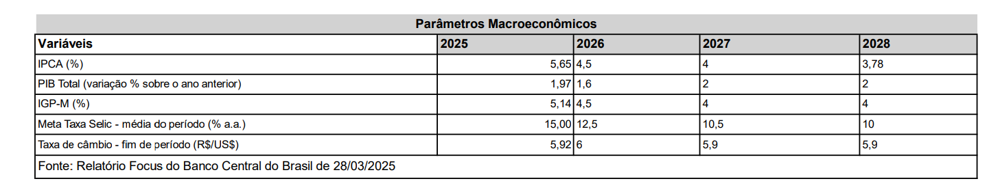 Parâmetros Macroeconômicos
Variáveis 2025 2026 2027 2028
IPCA (%) 5,65 4,5 4 3,78
PIB Total (variação % sobre o ano anterior) 1,97 1,6 2 2
IGP-M (%) 5,14 4,5 4 4
Meta Taxa Selic - média do período (% a.a.) 15,00 12,5 10,5 10
Taxa de câmbio - fim de período (R$/US$) 5,92 6 5,9 5,9
Fonte: Relatório Focus do Banco Central do Brasil de 28/03/2025